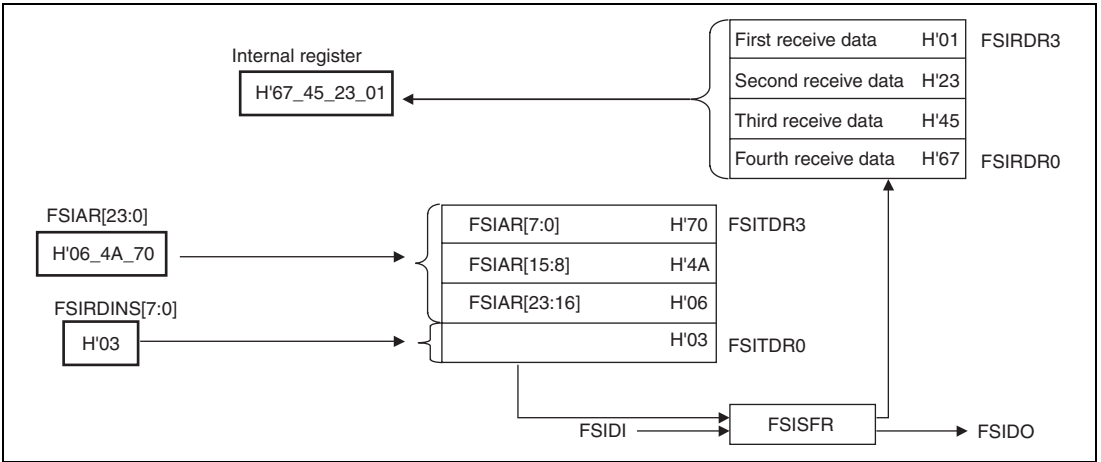 Internal register
H'67_45_23_01
First receive data H'01 FSIRDR3
Second receive data H'23
Third receive data H'45
Fourth receive data H'67 FSIRDR0
FSIAR[23:0]
H'06_4A_70
FSIAR[7:0] H'70 FSITDR3
FSIAR[15:8] H'4A
FSIAR[23:16] H'06
FSIRDINS[7:0]
H'03
H'03 FSITDR0
FSIDI
FSISFR
FSIDO